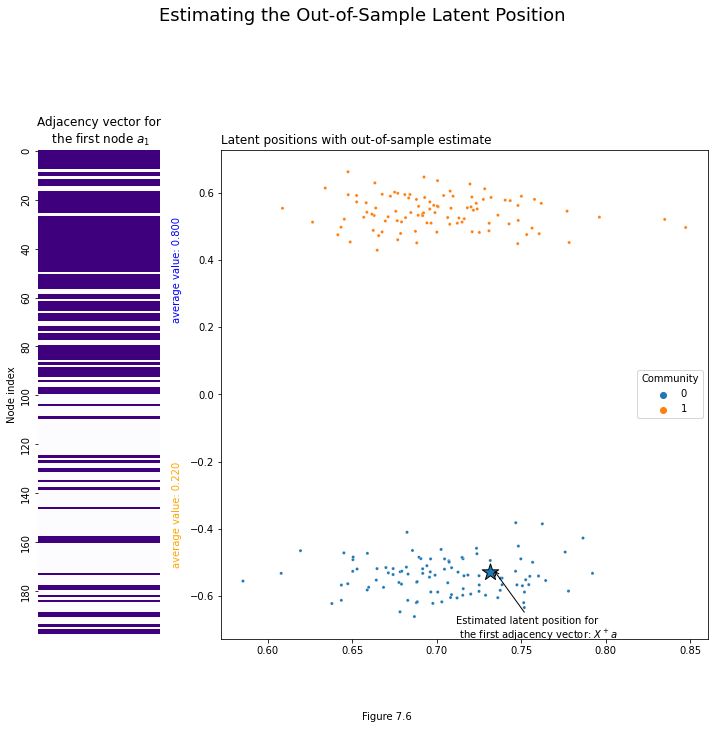 Estimating the Out-of-Sample Latent Position
Adjacency vector for
the first node a₁
0
20
40
60
80
100
120
140
160
180
Node index
average value: 0.800
average value: 0.220
Latent positions with out-of-sample estimate
0.6
0.4
0.2
0.0
−0.2
−0.4
−0.6
0.60
0.65
0.70
0.75
0.80
0.85
Community
0
1
Estimated latent position for
the first adjacency vector: X⁺a
Figure 7.6